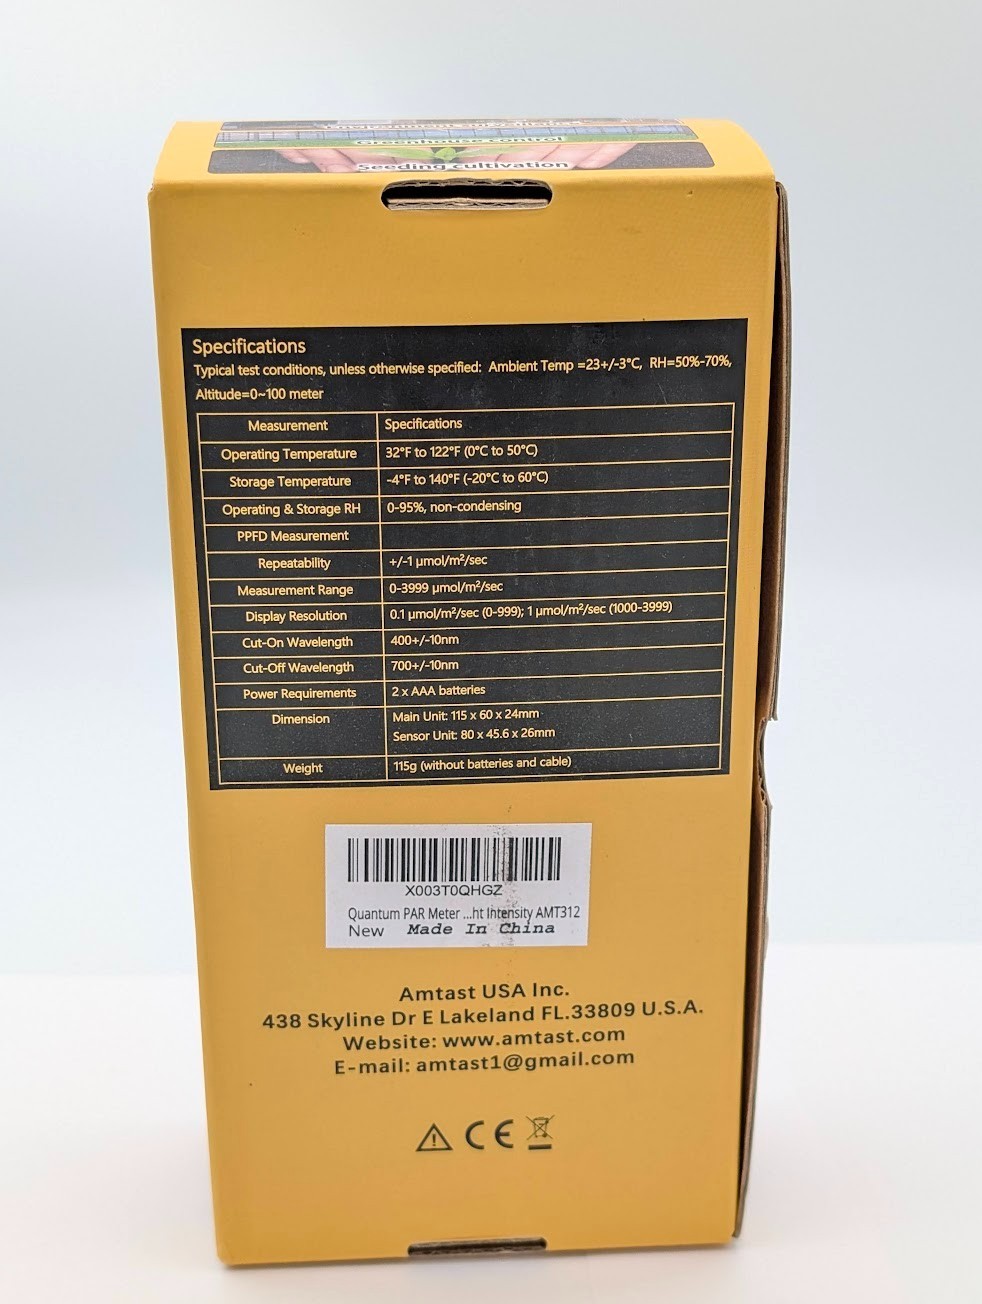 Greenhouse control
Seeding cultivation
Specifications
Typical test conditions, unless otherwise specified: Ambient Temp =23+/-3°C, RH=50%-70%,
Altitude=0~100 meter
Measurement Specifications
Operating Temperature 32°F to 122°F (0°C to 50°C)
Storage Temperature -4°F to 140°F (-20°C to 60°C)
Operating & Storage RH 0-95%, non-condensing
PPFD Measurement
Repeatability +/-1 μmol/m²/sec
Measurement Range 0-3999 μmol/m²/sec
Display Resolution 0.1 μmol/m²/sec (0-999); 1 μmol/m²/sec (1000-3999)
Cut-On Wavelength 400+/-10nm
Cut-Off Wavelength 700+/-10nm
Power Requirements 2 x AAA batteries
Dimension Main Unit: 115 x 60 x 24mm
Sensor Unit: 80 x 45.6 x 26mm
Weight 115g (without batteries and cable)
X003T0QHGZ
Quantum PAR Meter ...ht Intensity AMT312
New Made In China
Amtast USA Inc.
438 Skyline Dr E Lakeland FL.33809 U.S.A.
Website: www.amtast.com
E-mail: amtast1@gmail.com
CE